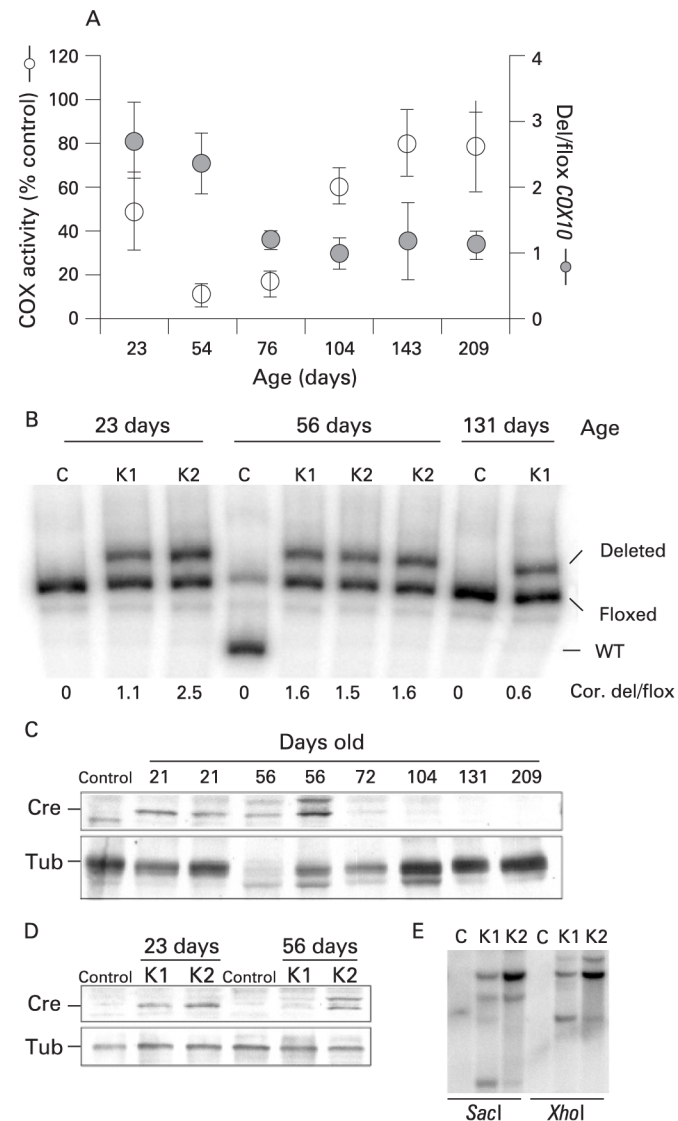 A
COX activity (% control)
120
100
80
60
40
20
0
4
3
2
1
0
Del/flox COX10
23 54 76 104 143 209
Age (days)
B
23 days 56 days 131 days Age
C K1 K2 C K1 K2 K2 C K1
Deleted
Floxed
WT
0 1.1 2.5 0 1.6 1.5 1.6 0 0.6 Cor. del/flox
C
Days old
Control 21 21 56 56 72 104 131 209
Cre
Tub
D
23 days 56 days
Control K1 K2 Control K1 K2
Cre
Tub
E
C K1 K2 C K1 K2
SacI XhoI